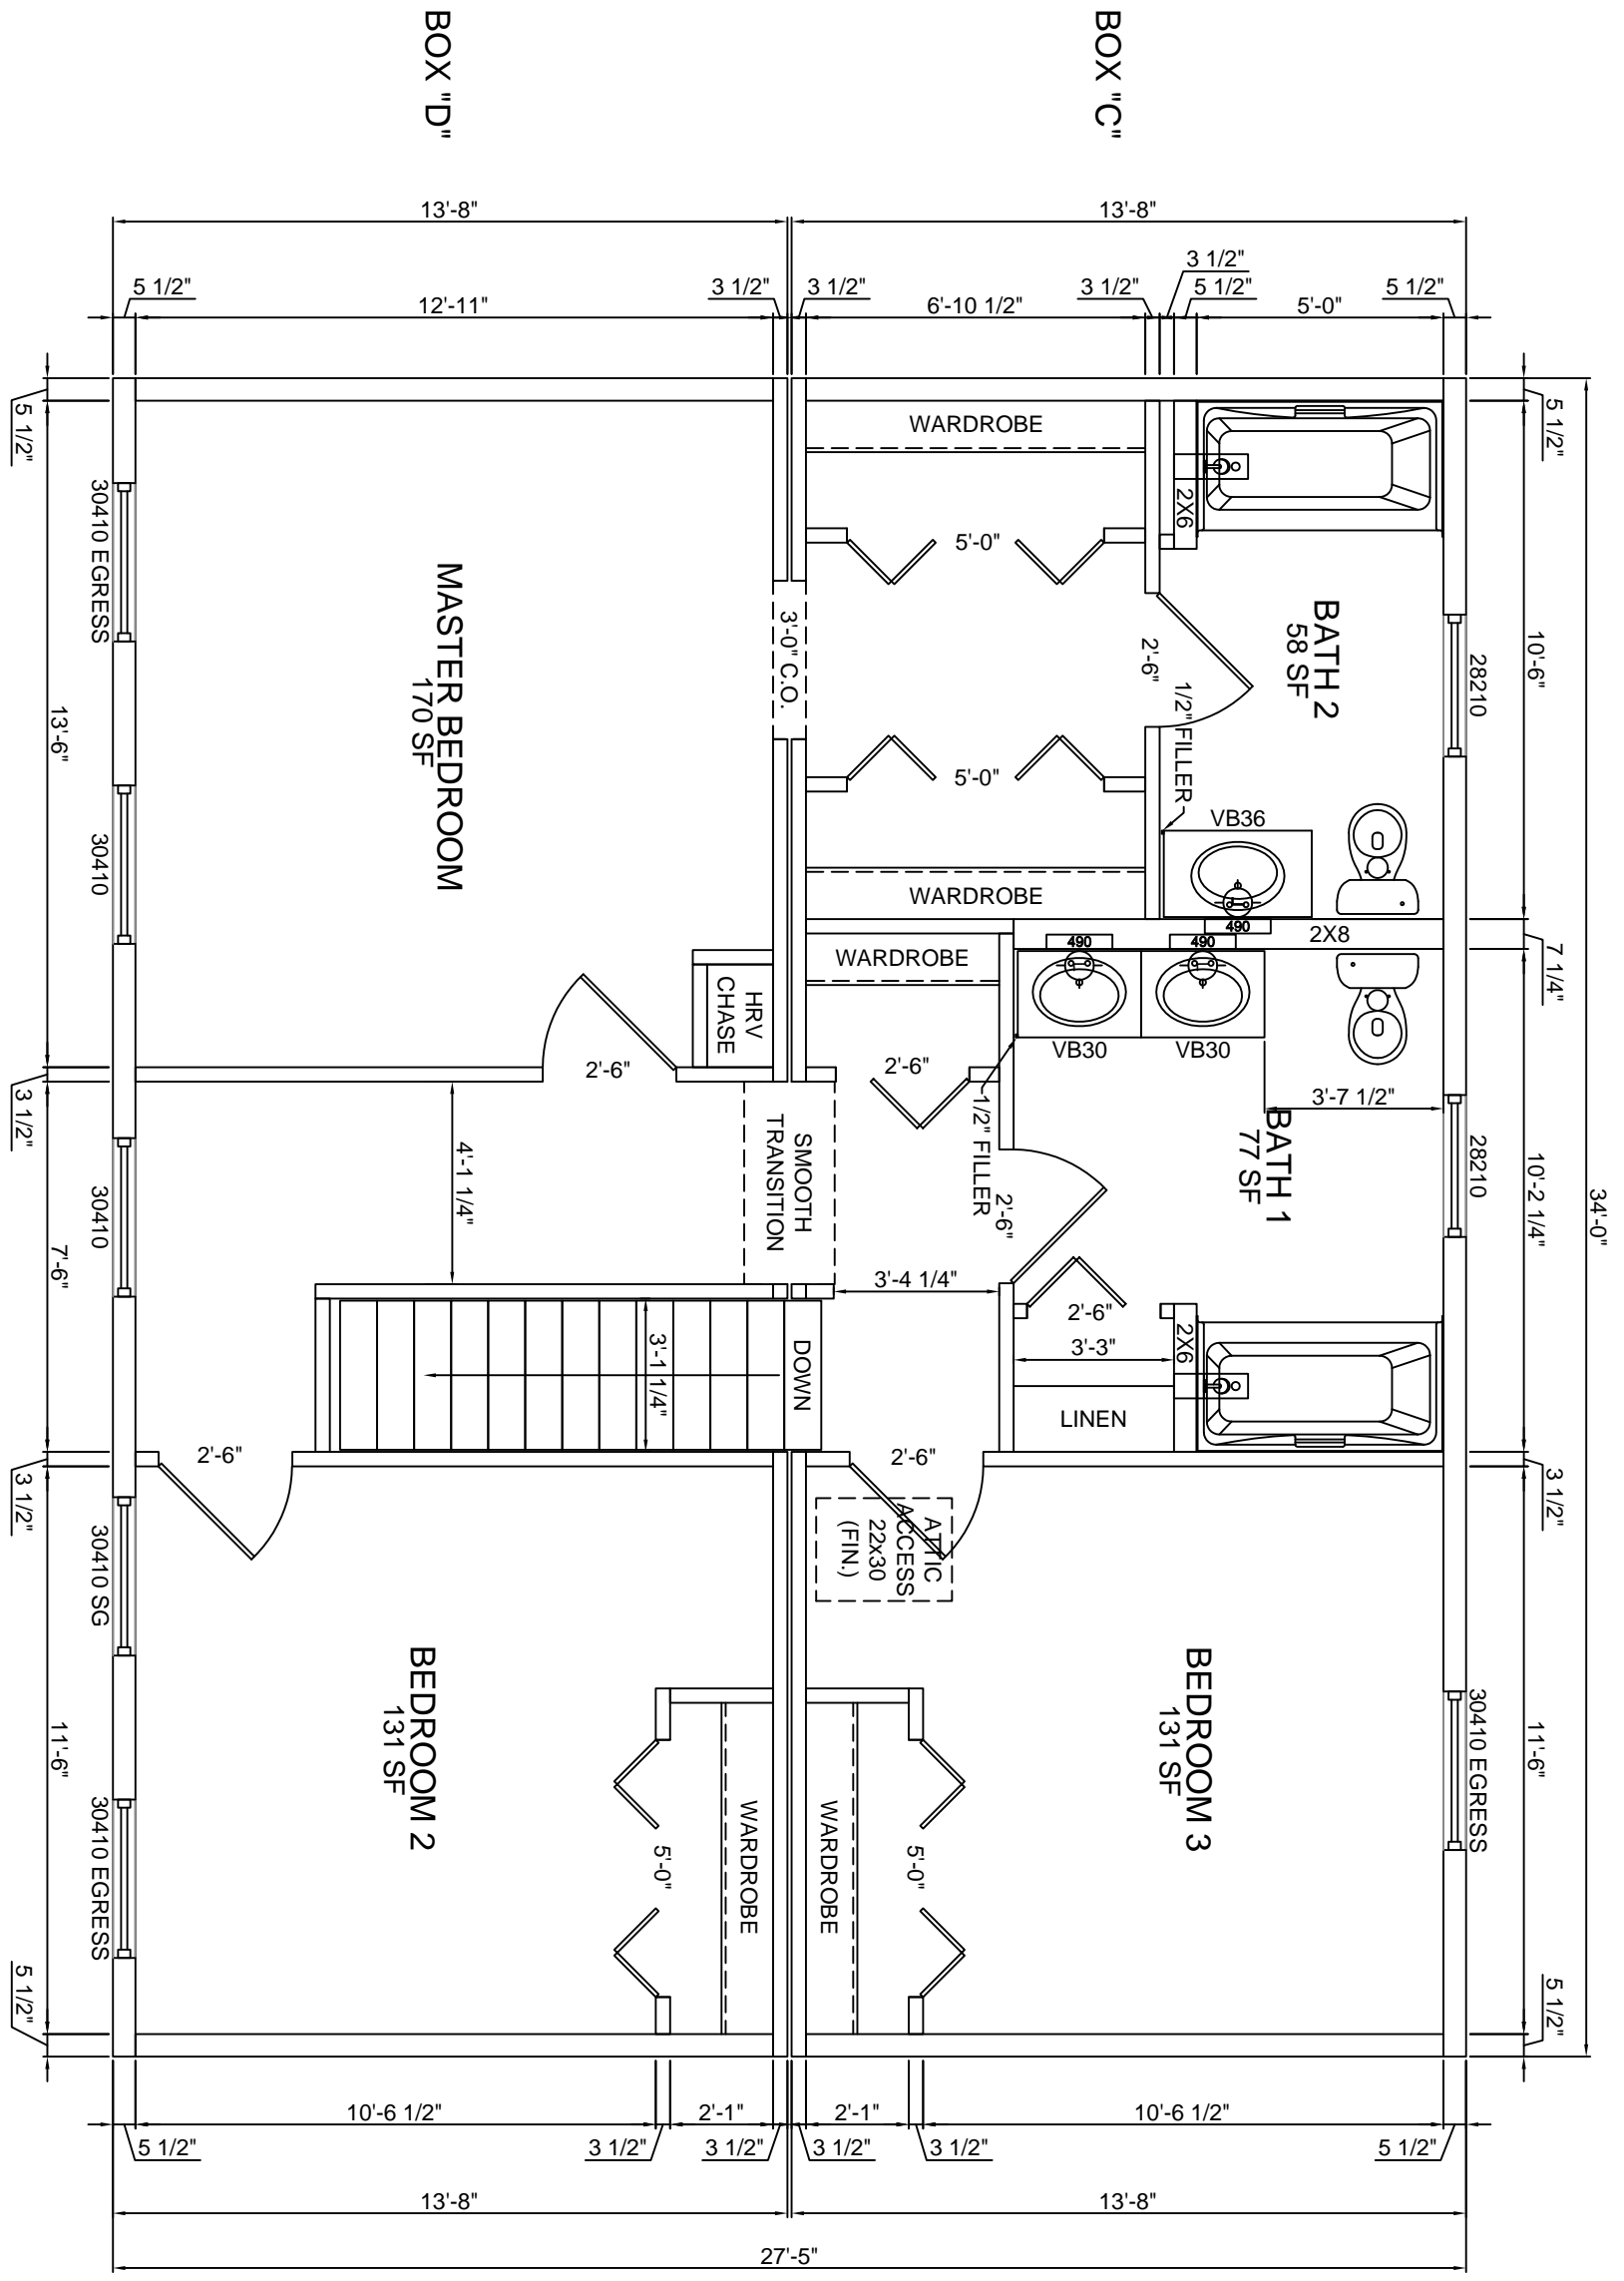 BOX "D"
BOX "C"
13'-8"
13'-8"
3 1/2"
5 1/2"
12'-11"
3 1/2"
3 1/2"
6'-10 1/2"
3 1/2"
5 1/2"
5'-0"
5 1/2"
5 1/2"
5 1/2"
WARDROBE
30410 EGRESS
2X6
5'-0"
MASTER BEDROOM
170 SF
3'-0" C.O.
2'-6"
BATH 2
58 SF
28210
10'-6"
1/2" FILLER
13'-6"
5'-0"
VB36
30410
WARDROBE
490
2X8
490
490
WARDROBE
7 1/4"
HRV
CHASE
VB30
VB30
2'-6"
2'-6"
3'-7 1/2"
3 1/2"
1/2" FILLER
BATH 1
77 SF
28210
10'-2 1/4"
34'-0"
4'-1 1/4"
SMOOTH
TRANSITION
2'-6"
30410
7'-6"
3'-4 1/4"
2'-6"
3'-1 1/4"
DOWN
3'-3"
2X6
LINEN
2'-6"
2'-6"
3 1/2"
3 1/2"
30410 SG
ATTIC
ACCESS
22x30
(FIN.)
BEDROOM 2
131 SF
BEDROOM 3
131 SF
30410 EGRESS
11'-6"
11'-6"
30410 EGRESS
5'-0"
WARDROBE
WARDROBE
5'-0"
5 1/2"
5 1/2"
10'-6 1/2"
2'-1"
2'-1"
10'-6 1/2"
5 1/2"
3 1/2"
3 1/2"
3 1/2"
3 1/2"
5 1/2"
13'-8"
13'-8"
27'-5"